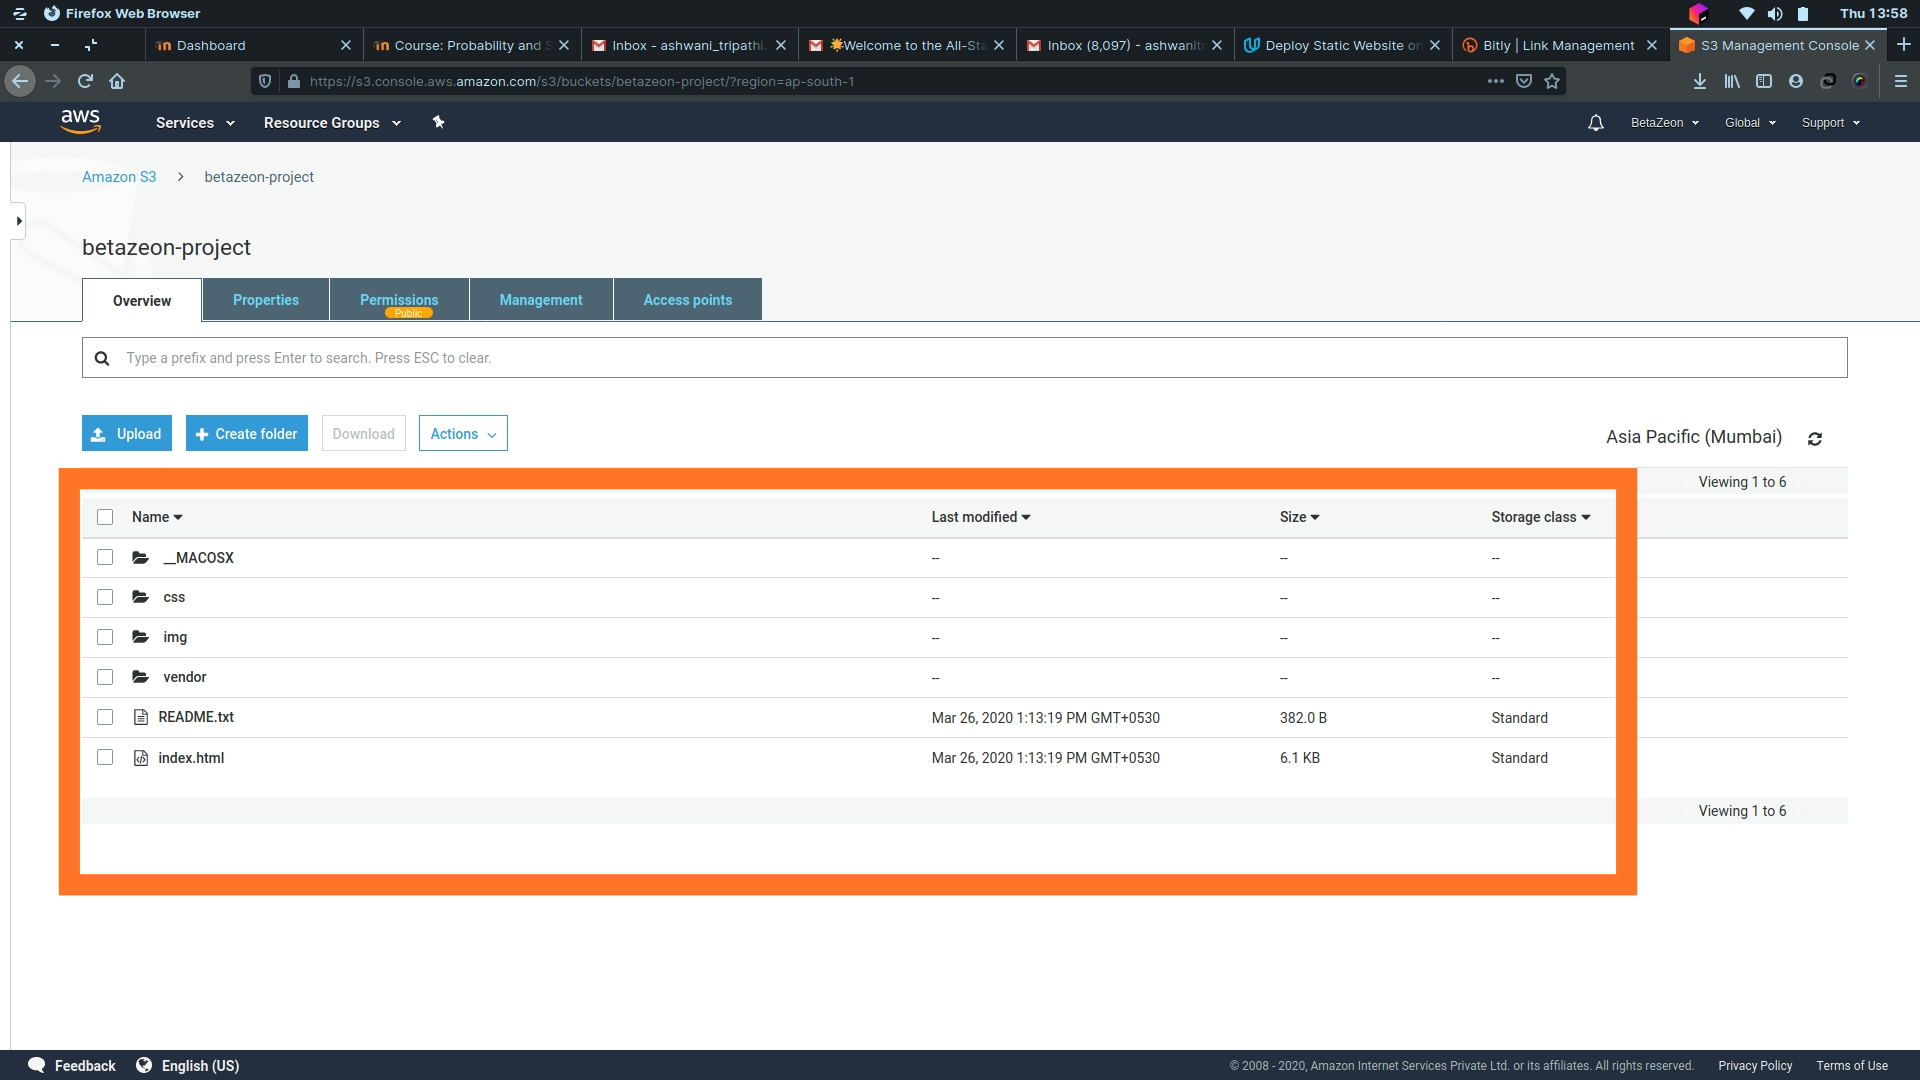 Firefox Web Browser
Thu 13:58
Dashboard
Course: Probability and S
Inbox - ashwani_tripathi.
Welcome to the All-Sta
Inbox (8,097) - ashwanit
Deploy Static Website on
Bitly | Link Management
S3 Management Console
https://s3.console.aws.amazon.com/s3/buckets/betazeon-project/?region=ap-south-1
aws
Services
Resource Groups
BetaZeon
Global
Support
Amazon S3 > betazeon-project
betazeon-project
Overview
Properties
Permissions
Public
Management
Access points
Type a prefix and press Enter to search. Press ESC to clear.
Upload
+ Create folder
Download
Actions
Asia Pacific (Mumbai)
Viewing 1 to 6
Name Last modified Size Storage class
__MACOSX -- -- --
css -- -- --
img -- -- --
vendor -- -- --
README.txt Mar 26, 2020 1:13:19 PM GMT+0530 382.0 B Standard
index.html Mar 26, 2020 1:13:19 PM GMT+0530 6.1 KB Standard
Viewing 1 to 6
Feedback
English (US)
© 2008 - 2020, Amazon Internet Services Private Ltd. or its affiliates. All rights reserved.
Privacy Policy
Terms of Use